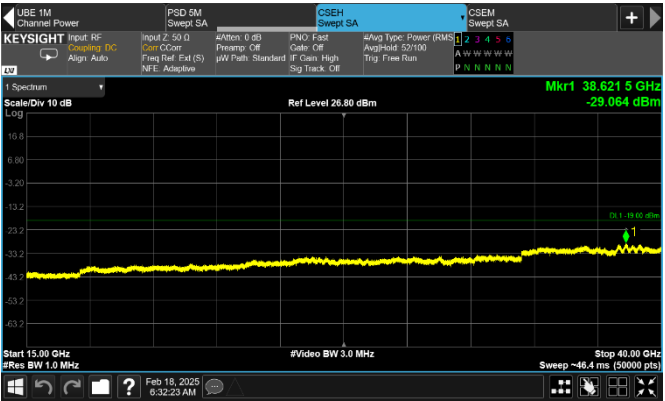 UBE 1M
Channel Power
PSD 5M
Swept SA
CSEH
Swept SA
CSEM
Swept SA
+
KEYSIGHT
Input: RF
Coupling: DC
Align: Auto
Input Z: 50 Ω
Corr CCorr
Freq Ref: Ext (S)
NFE: Adaptive
#Atten: 0 dB
Preamp: Off
µW Path: Standard
PNO: Fast
Gate: Off
IF Gain: High
Sig Track: Off
#Avg Type: Power (RMS
Avg|Hold: 52/100
Trig: Free Run
1 2 3 4 5 6
A W W W W W
P N N N N N
LXI
1 Spectrum
Mkr1 38.621 5 GHz
-29.064 dBm
Scale/Div 10 dB
Ref Level 26.80 dBm
Log
16.8
6.80
-3.20
-13.2
DL1 -19.00 dBm
-23.2
1
-33.2
-43.2
-53.2
-63.2
Start 15.00 GHz
#Video BW 3.0 MHz
Stop 40.00 GHz
#Res BW 1.0 MHz
Sweep ~46.4 ms (50000 pts)
?
Feb 18, 2025
6:32:23 AM